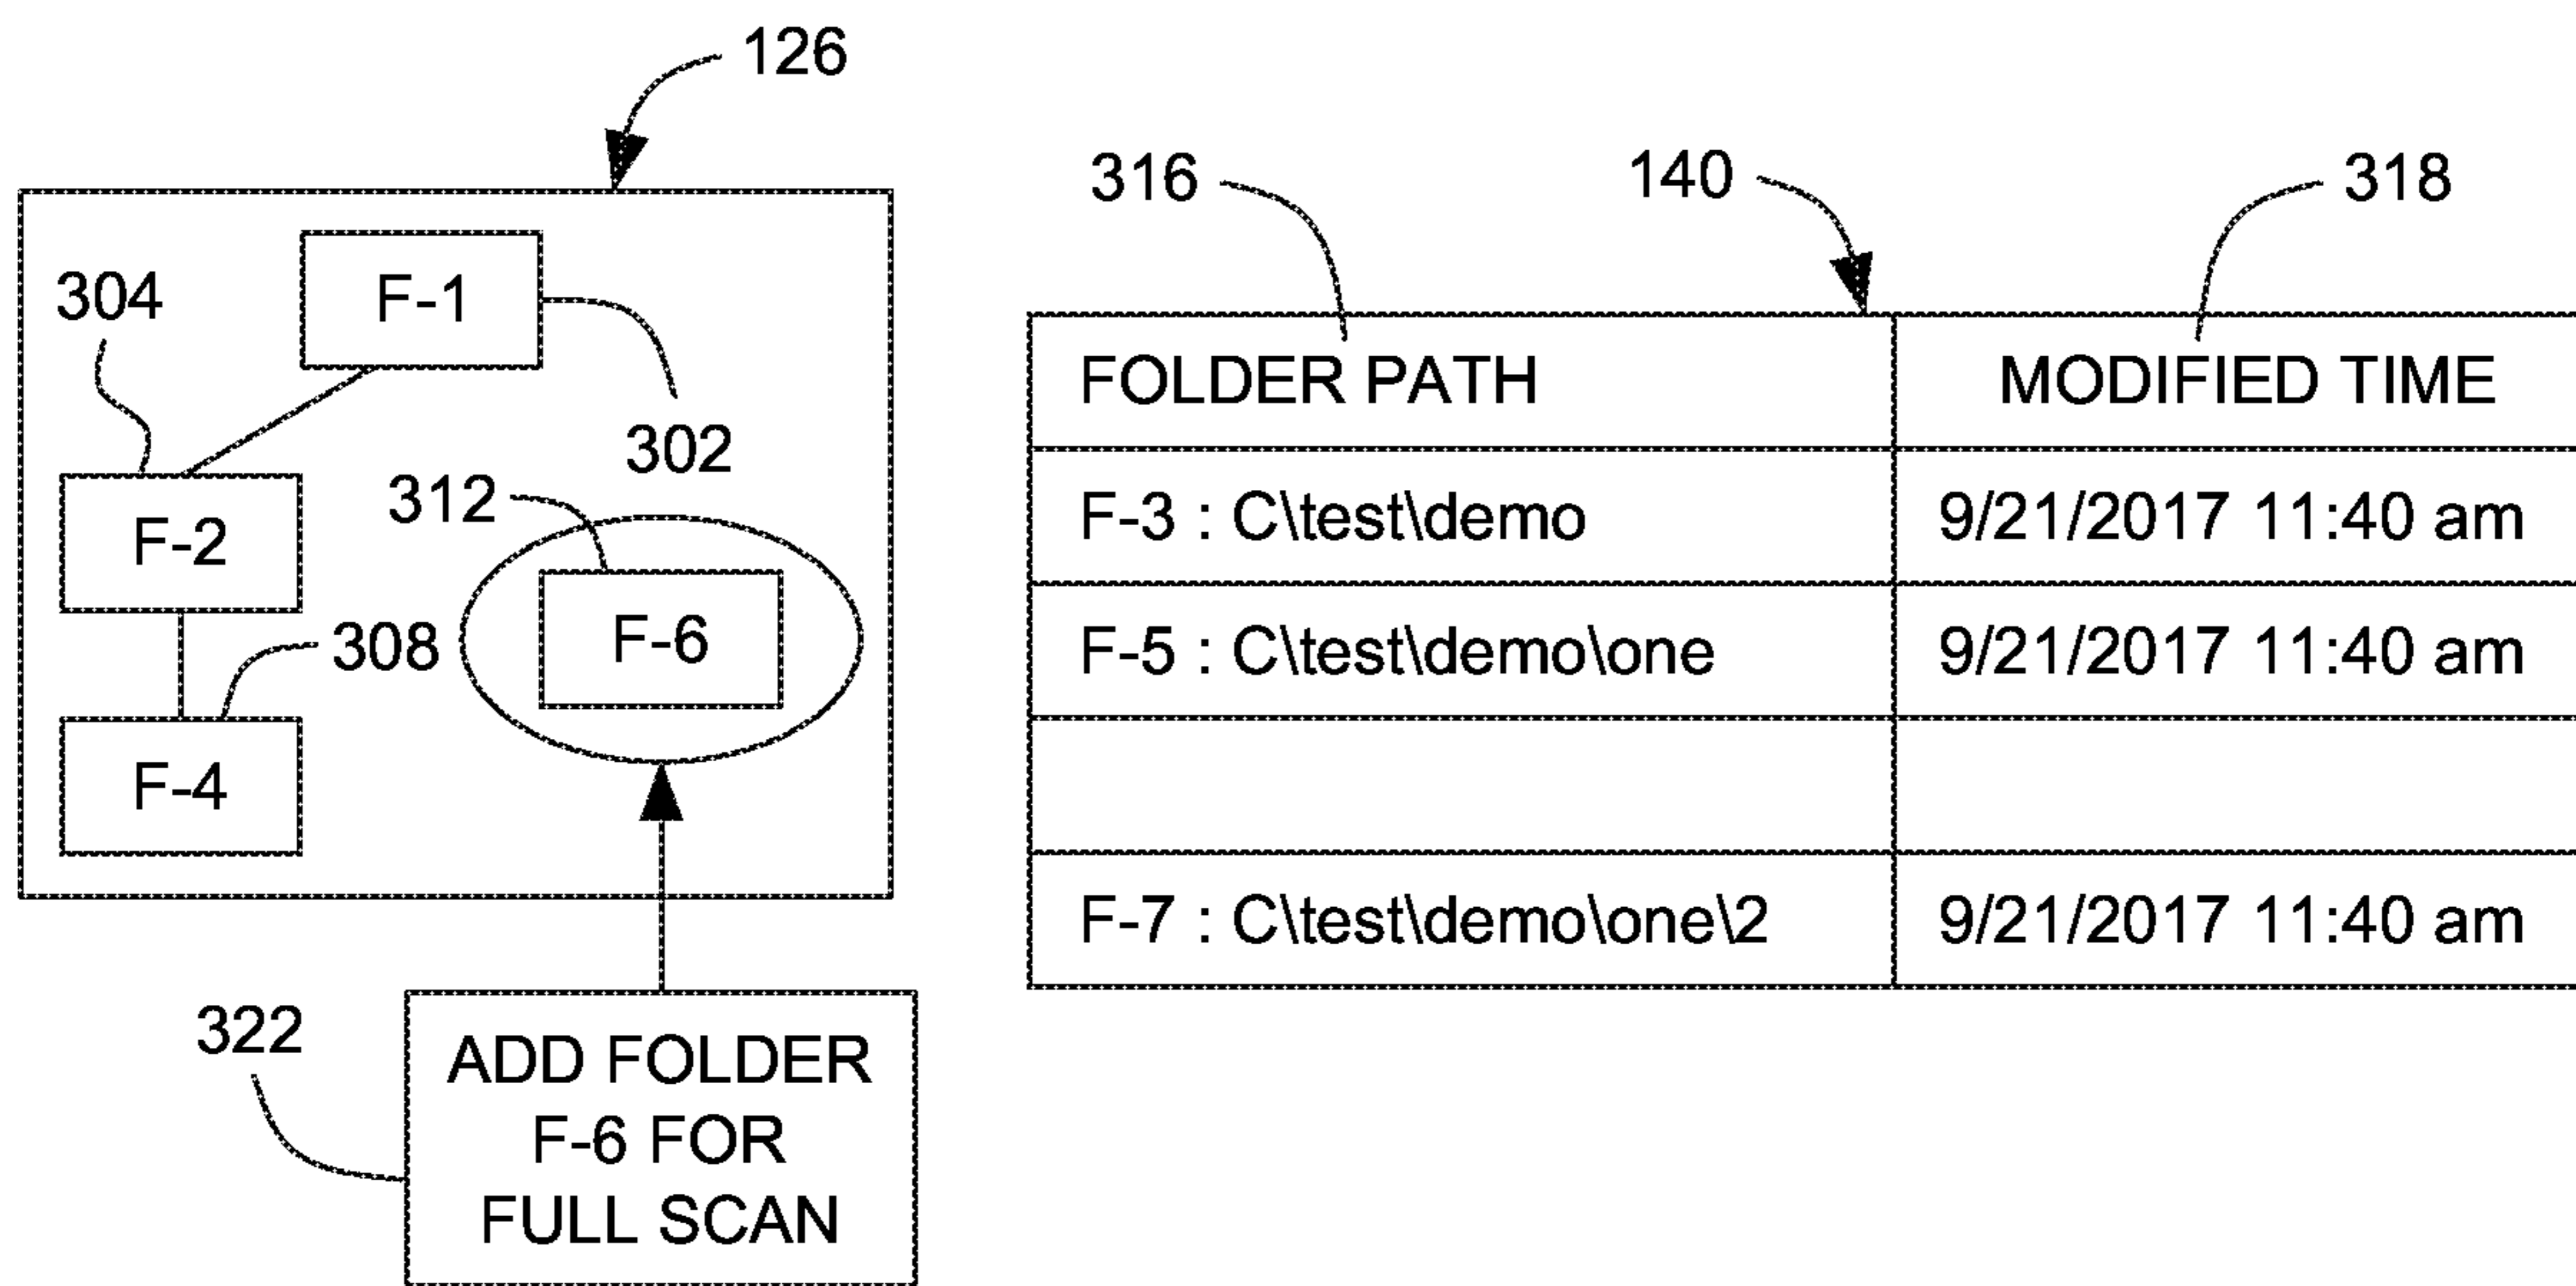 126
304
F-1
302
F-2
312
F-6
308
F-4
322
ADD FOLDER
F-6 FOR
FULL SCAN
316
140
318
FOLDER PATH
MODIFIED TIME
F-3 : C\test\demo
9/21/2017 11:40 am
F-5 : C\test\demo\one
9/21/2017 11:40 am
F-7 : C\test\demo\one\2
9/21/2017 11:40 am